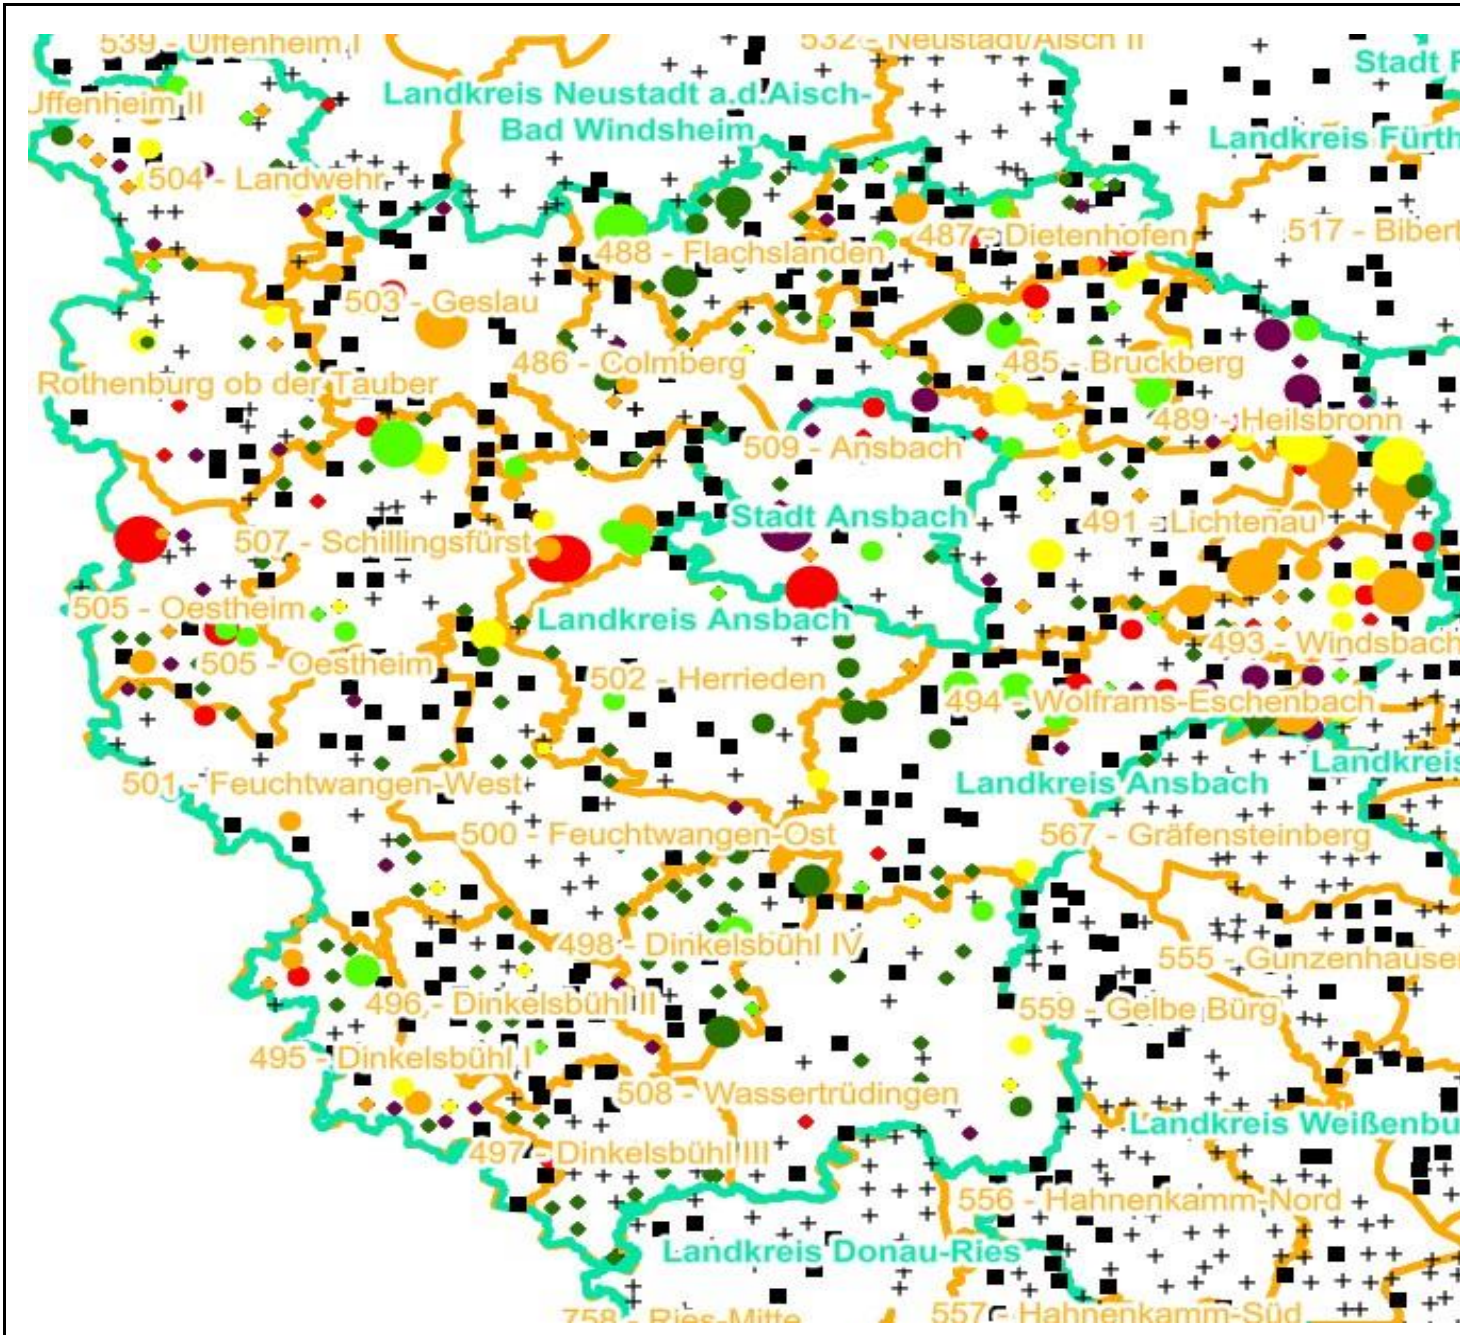 539 - Uffenheim I
532 - Neustadt/Aisch II
Stadt F
Landkreis Neustadt a.d.Aisch-
Bad Windsheim
Uffenheim II
Landkreis Fürth
504 - Landwehr
488 - Flachslanden
487 - Dietenhofen
517 - Bibert
503 - Geslau
486 - Colmberg
485 - Bruckberg
Rothenburg ob der Tauber
489 - Heilsbronn
509 - Ansbach
Stadt Ansbach
491 - Lichtenau
507 - Schillingsfürst
505 - Oestheim
Landkreis Ansbach
493 - Windsbach
505 - Oestheim
502 - Herrieden
494 - Wolframs-Eschenbach
Landkreis
501 - Feuchtwangen-West
Landkreis Ansbach
500 - Feuchtwangen-Ost
567 - Gräfensteinberg
498 - Dinkelsbühl IV
555 - Gunzenhausen
496 - Dinkelsbühl II
559 - Gelbe Bürg
495 - Dinkelsbühl I
508 - Wassertrüdingen
Landkreis Weißenbu
497 - Dinkelsbühl III
556 - Hahnenkamm-Nord
Landkreis Donau-Ries
758 - Ries-Mitte
557 - Hahnenkamm-Süd